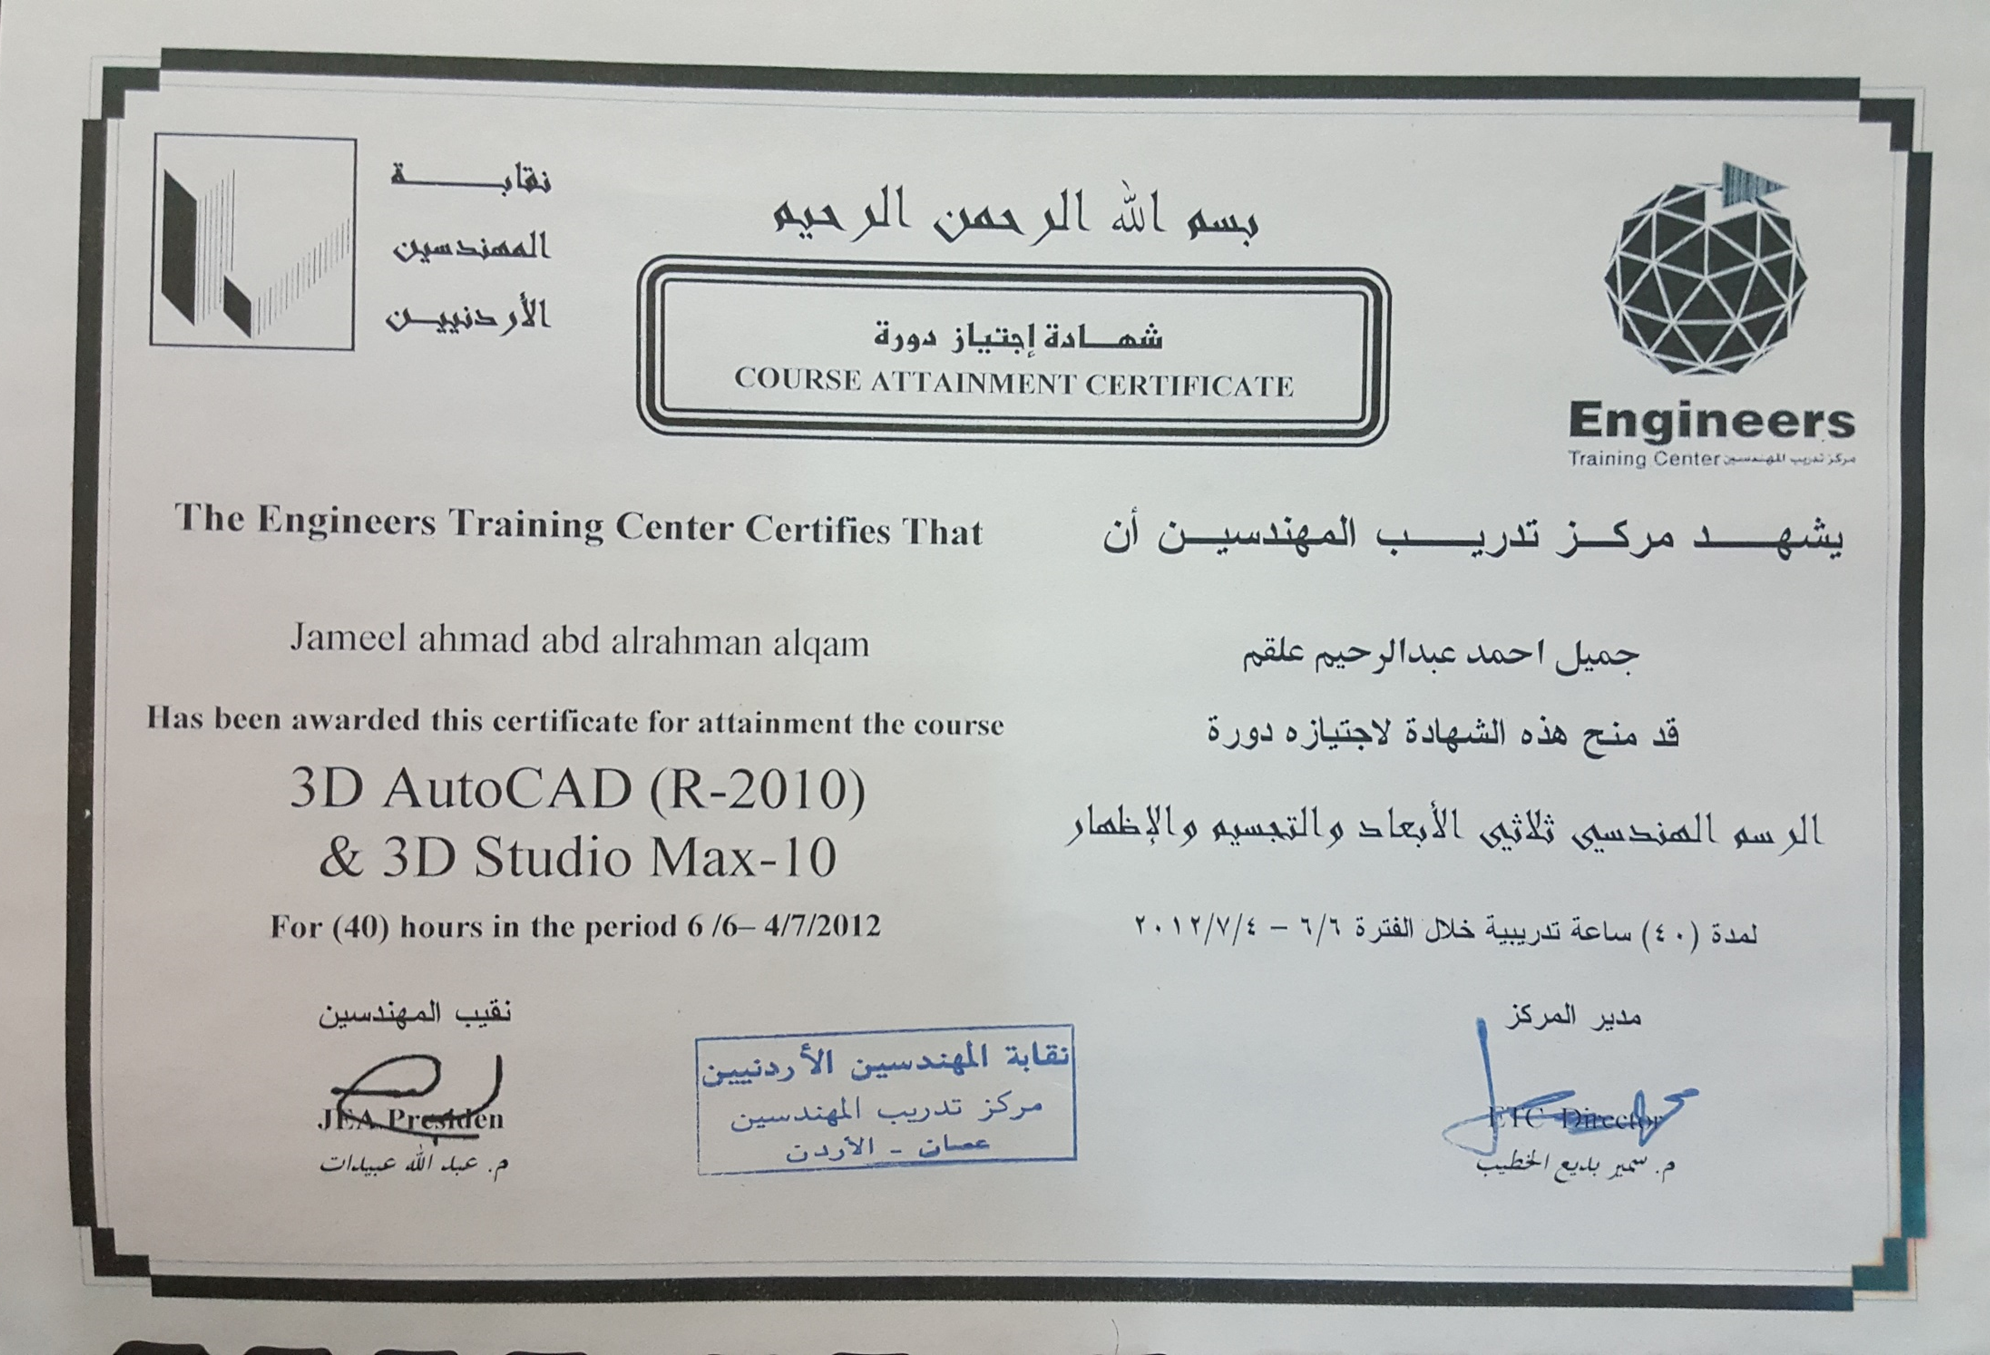 نقابة
المهندسين
الأردنيين
بسم الله الرحمن الرحيم
شهادة إجتياز دورة
COURSE ATTAINMENT CERTIFICATE
Engineers
Training Center مركز تدريب المهندسين
The Engineers Training Center Certifies That
يشهد مركز تدريب المهندسين أن
Jameel ahmad abd alrahman alqam
جميل احمد عبدالرحيم علقم
Has been awarded this certificate for attainment the course
قد منح هذه الشهادة لاجتيازه دورة
3D AutoCAD (R-2010)
& 3D Studio Max-10
الرسم الهندسي ثلاثي الأبعاد والتجسيم والإظهار
For (40) hours in the period 6 /6– 4/7/2012
لمدة (٤٠) ساعة تدريبية خلال الفترة ٦/٦ – ٢٠١٢/٧/٤
نقيب المهندسين
JEA Presiden
م. عبد الله عبيدات
نقابة المهندسين الأردنيين
مركز تدريب المهندسين
عمان - الأردن
مدير المركز
ETC Director
م. سمير بديع الخطيب